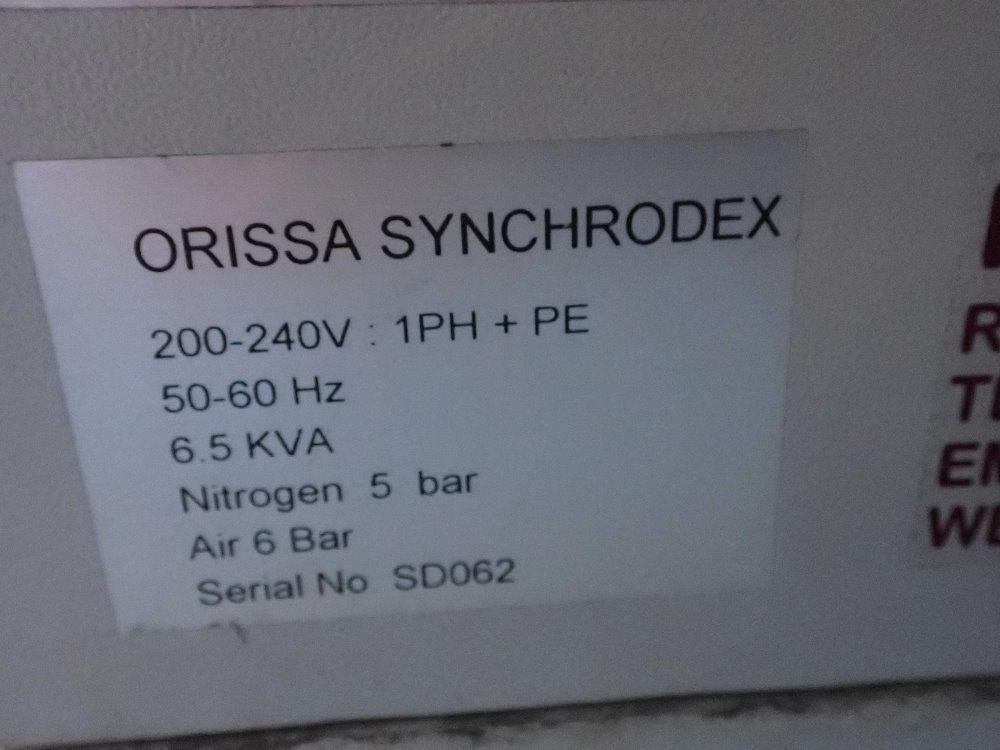 ORISSA SYNCHRODEX
200-240V : 1PH + PE
50-60 Hz
6.5 KVA
Nitrogen 5 bar
Air 6 Bar
Serial No SD062